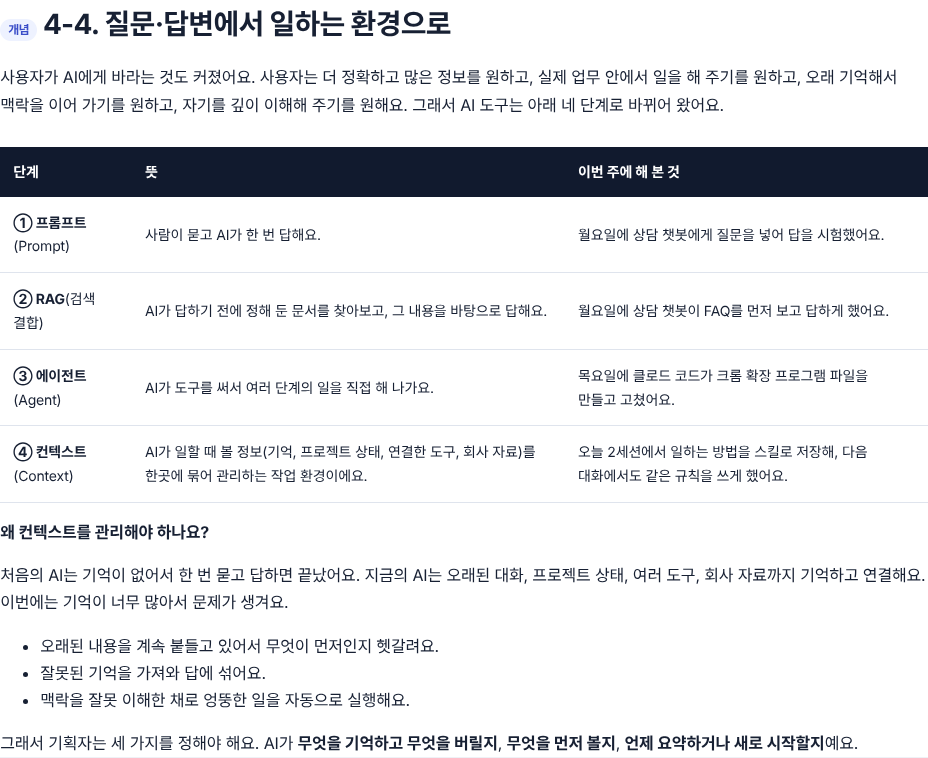 개념 4-4. 질문·답변에서 일하는 환경으로
사용자가 AI에게 바라는 것도 커졌어요. 사용자는 더 정확하고 많은 정보를 원하고, 실제 업무 안에서 일을 해 주기를 원하고, 오래 기억해서
맥락을 이어 가기를 원하고, 자기를 깊이 이해해 주기를 원해요. 그래서 AI 도구는 아래 네 단계로 바뀌어 왔어요.
단계 뜻 이번 주에 해 본 것
① 프롬프트
(Prompt)
사람이 묻고 AI가 한 번 답해요.
월요일에 상담 챗봇에게 질문을 넣어 답을 시험했어요.
② RAG(검색
결합)
AI가 답하기 전에 정해 둔 문서를 찾아보고, 그 내용을 바탕으로 답해요.
월요일에 상담 챗봇이 FAQ를 먼저 보고 답하게 했어요.
③ 에이전트
(Agent)
AI가 도구를 써서 여러 단계의 일을 직접 해 나가요.
목요일에 클로드 코드가 크롬 확장 프로그램 파일을
만들고 고쳤어요.
④ 컨텍스트
(Context)
AI가 일할 때 볼 정보(기억, 프로젝트 상태, 연결한 도구, 회사 자료)를
한곳에 묶어 관리하는 작업 환경이에요.
오늘 2세션에서 일하는 방법을 스킬로 저장해, 다음
대화에서도 같은 규칙을 쓰게 했어요.
왜 컨텍스트를 관리해야 하나요?
처음의 AI는 기억이 없어서 한 번 묻고 답하면 끝났어요. 지금의 AI는 오래된 대화, 프로젝트 상태, 여러 도구, 회사 자료까지 기억하고 연결해요.
이번에는 기억이 너무 많아서 문제가 생겨요.
• 오래된 내용을 계속 붙들고 있어서 무엇이 먼저인지 헷갈려요.
• 잘못된 기억을 가져와 답에 섞어요.
• 맥락을 잘못 이해한 채로 엉뚱한 일을 자동으로 실행해요.
그래서 기획자는 세 가지를 정해야 해요. AI가 무엇을 기억하고 무엇을 버릴지, 무엇을 먼저 볼지, 언제 요약하거나 새로 시작할지예요.